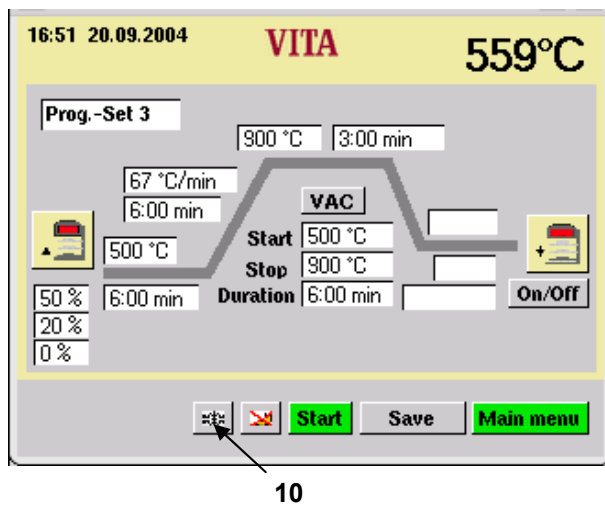 16:51 20.09.2004 VITA 559°C
Prog.-Set 3
900 °C 3:00 min
67 °C/min
6:00 min VAC
500 °C Start 500 °C
Stop 900 °C
50 % 6:00 min Duration 6:00 min On/Off
20 %
0 %
Start Save Main menu
10